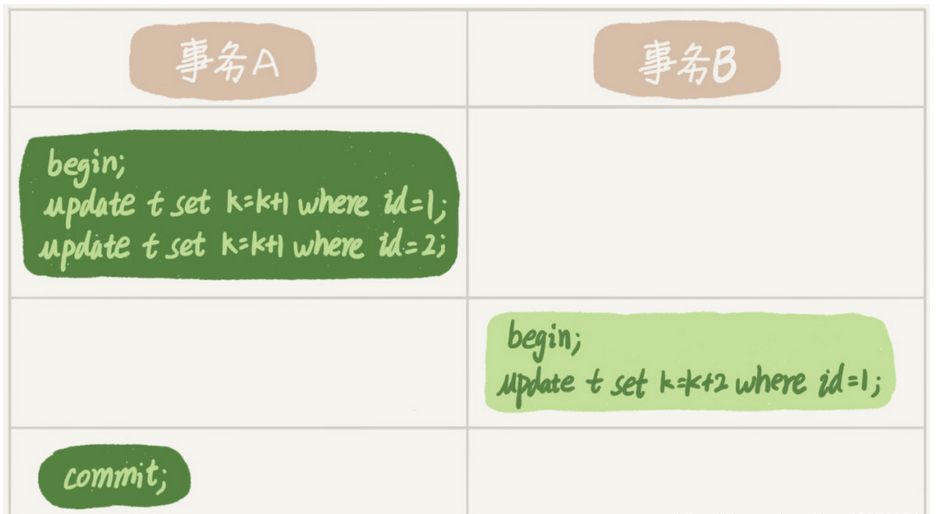 事务A
事务B
begin;
update t set k=k+1 where id=1;
update t set k=k+1 where id=2;
begin;
update t set k=k+2 where id=1;
commit;